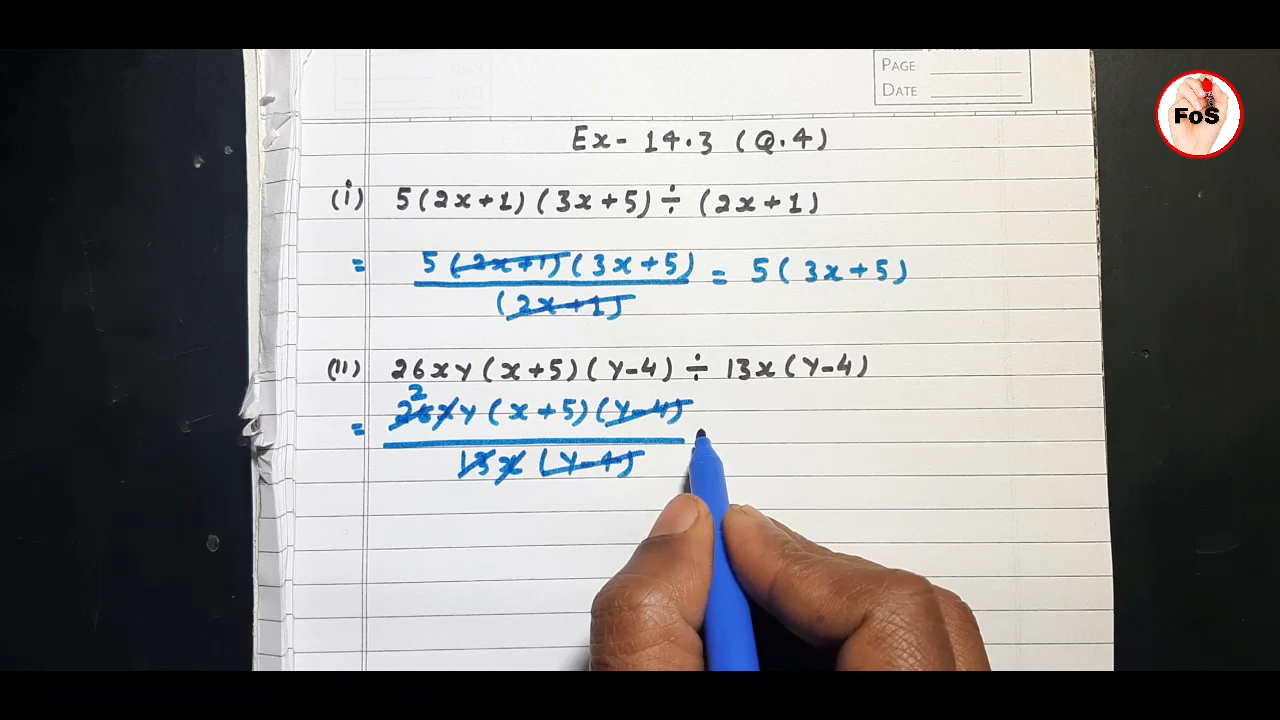 PAGE
DATE
FoS
Ex- 14.3 (Q.4)
(i) 5(2x+1)(3x+5) ÷ (2x+1)
= 5(2x+1)(3x+5) = 5(3x+5)
(2x+1)
(ii) 26xy(x+5)(y-4) ÷ 13x(y-4)
2
= 26xy(x+5)(y-4)
13x(y-4)